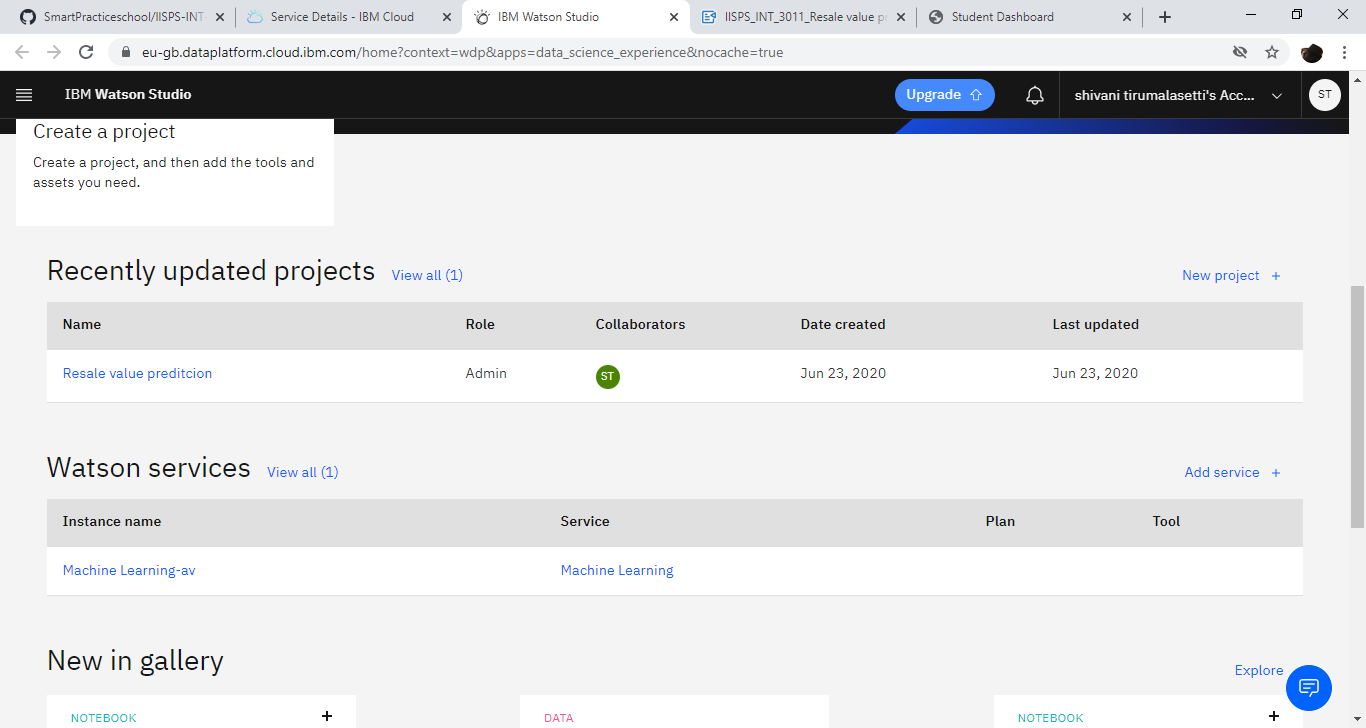 SmartPracticeschool/IISPS-INT-
Service Details - IBM Cloud
IBM Watson Studio
IISPS_INT_3011_Resale value pr
Student Dashboard
eu-gb.dataplatform.cloud.ibm.com/home?context=wdp&apps=data_science_experience&nocache=true
IBM Watson Studio
Upgrade
shivani tirumalasetti's Acc...
ST
Create a project
Create a project, and then add the tools and
assets you need.
Recently updated projects View all (1)
New project +
Name Role Collaborators Date created Last updated
Resale value preditcion Admin ST Jun 23, 2020 Jun 23, 2020
Watson services View all (1)
Add service +
Instance name Service Plan Tool
Machine Learning-av Machine Learning
New in gallery
Explore
NOTEBOOK +
DATA
NOTEBOOK +